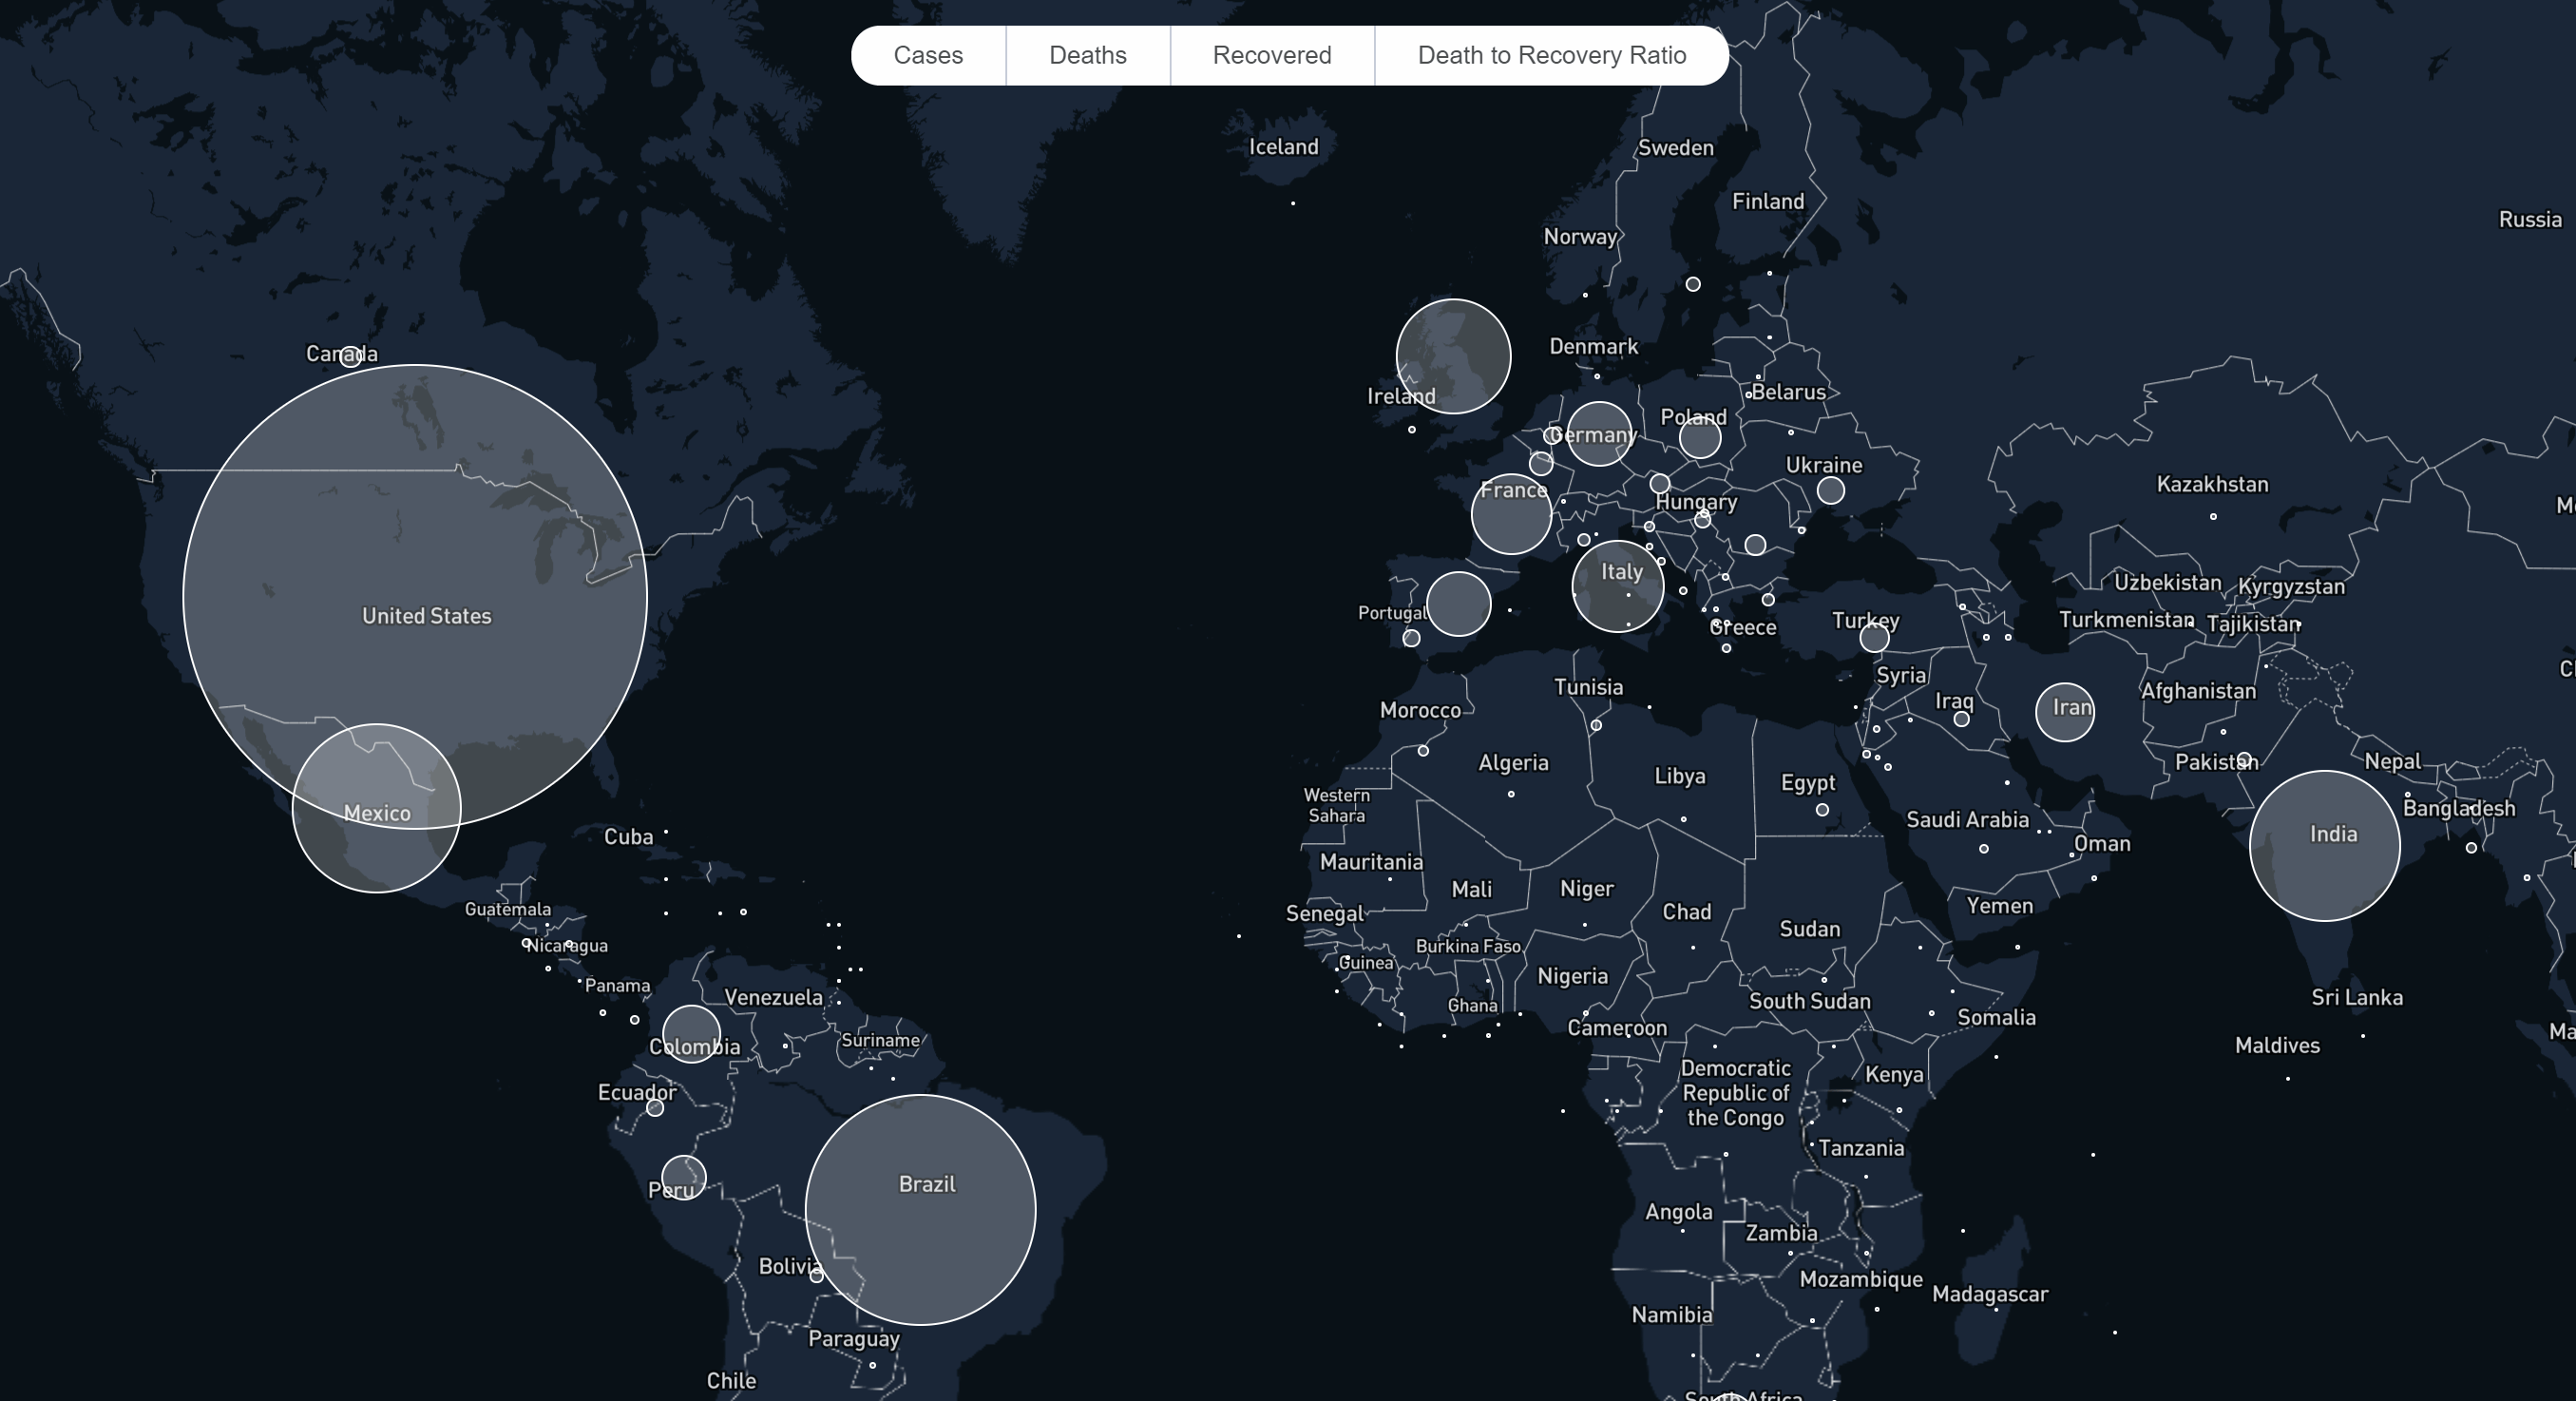 Cases
Deaths
Recovered
Death to Recovery Ratio
Iceland
Sweden
Finland
Russia
Norway
Denmark
Canada
Ireland
Belarus
Poland
Germany
Ukraine
Kazakhstan
France
Hungary
Italy
Uzbekistan
Kyrgyzstan
United States
Portugal
Greece
Turkey
Turkmenistan
Tajikistan
Syria
Tunisia
Afghanistan
Iraq
Iran
Morocco
Algeria
Libya
Egypt
Pakistan
Nepal
Western
Sahara
Bangladesh
Mexico
Cuba
Saudi Arabia
India
Oman
Mauritania
Mali
Niger
Guatemala
Senegal
Chad
Yemen
Sudan
Nicaragua
Burkina Faso
Guinea
Nigeria
Panama
Venezuela
Ghana
South Sudan
Sri Lanka
Somalia
Cameroon
Suriname
Colombia
Maldives
Democratic
Republic of
the Congo
Kenya
Ecuador
Tanzania
Brazil
Peru
Angola
Zambia
Bolivia
Mozambique
Madagascar
Namibia
Paraguay
Chile
South Africa